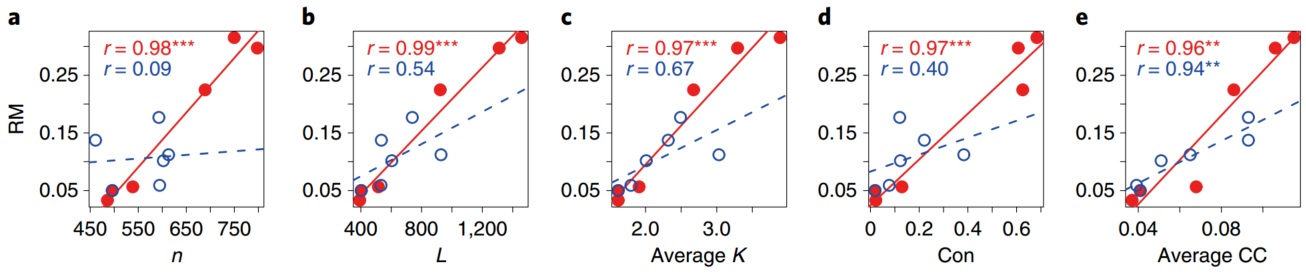 a
r = 0.98***
r = 0.09
RM
0.25
0.15
0.05
450 550 650 750
n
b
r = 0.99***
r = 0.54
400 800 1,200
L
c
r = 0.97***
r = 0.67
2.0 3.0
Average K
d
r = 0.97***
r = 0.40
0 0.2 0.4 0.6
Con
e
r = 0.96**
r = 0.94**
0.04 0.08
Average CC